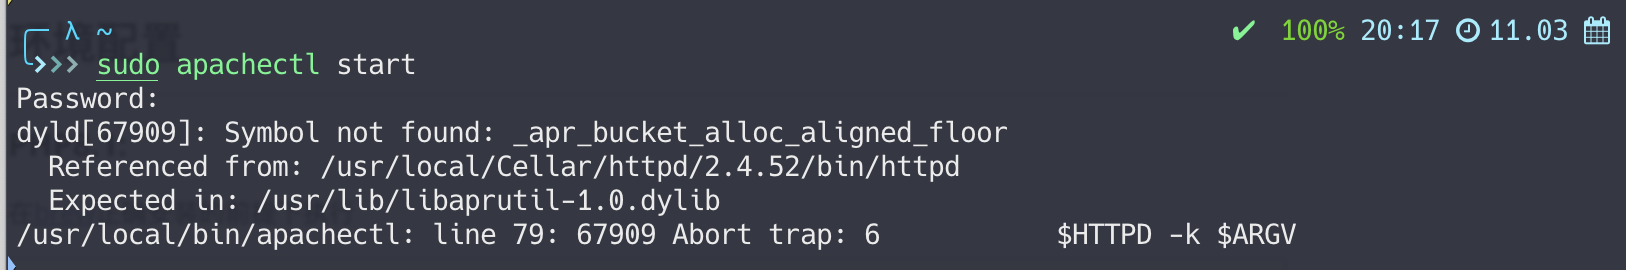 λ ~ ✔ 100% 20:17 11.03
❯❯❯ sudo apachectl start
Password:
dyld[67909]: Symbol not found: _apr_bucket_alloc_aligned_floor
  Referenced from: /usr/local/Cellar/httpd/2.4.52/bin/httpd
  Expected in: /usr/lib/libaprutil-1.0.dylib
/usr/local/bin/apachectl: line 79: 67909 Abort trap: 6           $HTTPD -k $ARGV